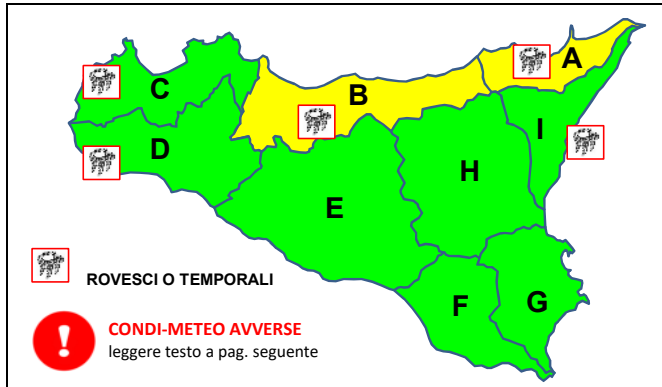 A
C
B
I
D
H
E
F
G
ROVESCI O TEMPORALI
CONDI-METEO AVVERSE
leggere testo a pag. seguente